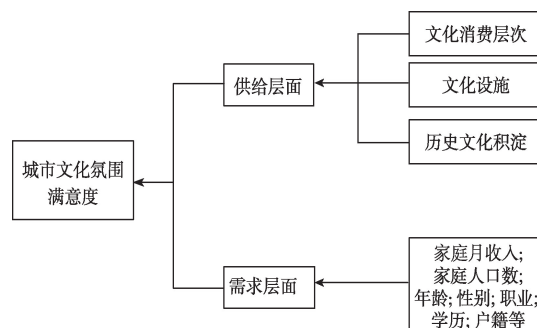 文化消费层次
供给层面
文化设施
历史文化积淀
城市文化氛围
满意度
需求层面
家庭月收入;
家庭人口数;
年龄; 性别; 职业;
学历; 户籍等